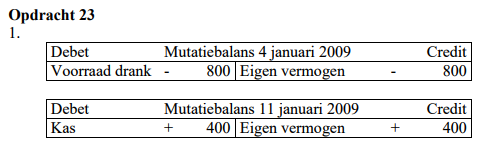 Opdracht 23
1.
Debet Mutatiebalans 4 januari 2009 Credit
Voorraad drank - 800 Eigen vermogen - 800
Debet Mutatiebalans 11 januari 2009 Credit
Kas + 400 Eigen vermogen + 400